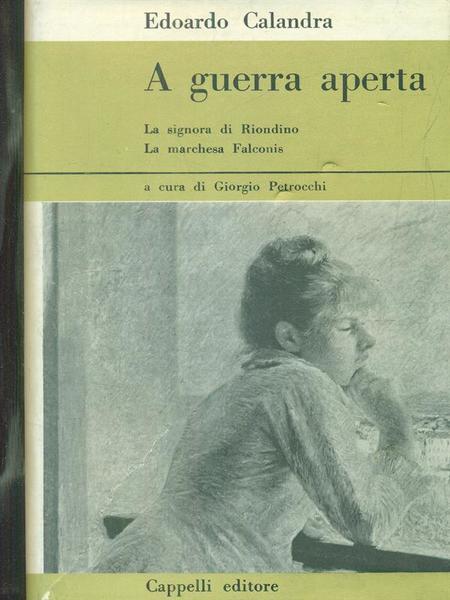 Edoardo Calandra
A guerra aperta
La signora di Riondino
La marchesa Falconis
a cura di Giorgio Petrocchi
Cappelli editore